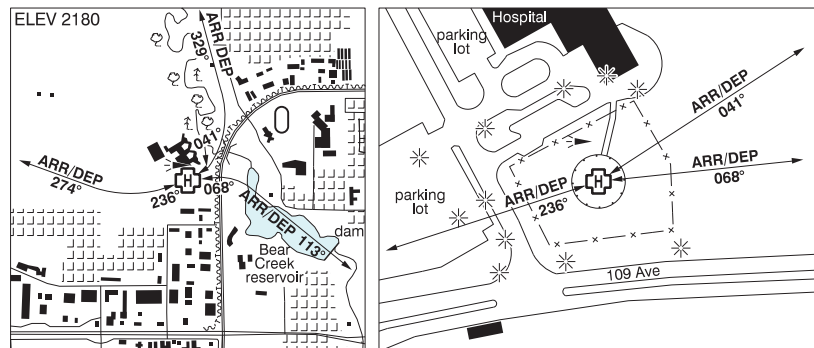 ELEV 2180
ARR/DEP
329°
041°
ARR/DEP
274°
236°
068°
ARR/DEP 113°
dam
Bear
Creek
reservoir
H
Hospital
parking
lot
ARR/DEP
041°
ARR/DEP
068°
ARR/DEP
236°
parking
lot
H
109 Ave